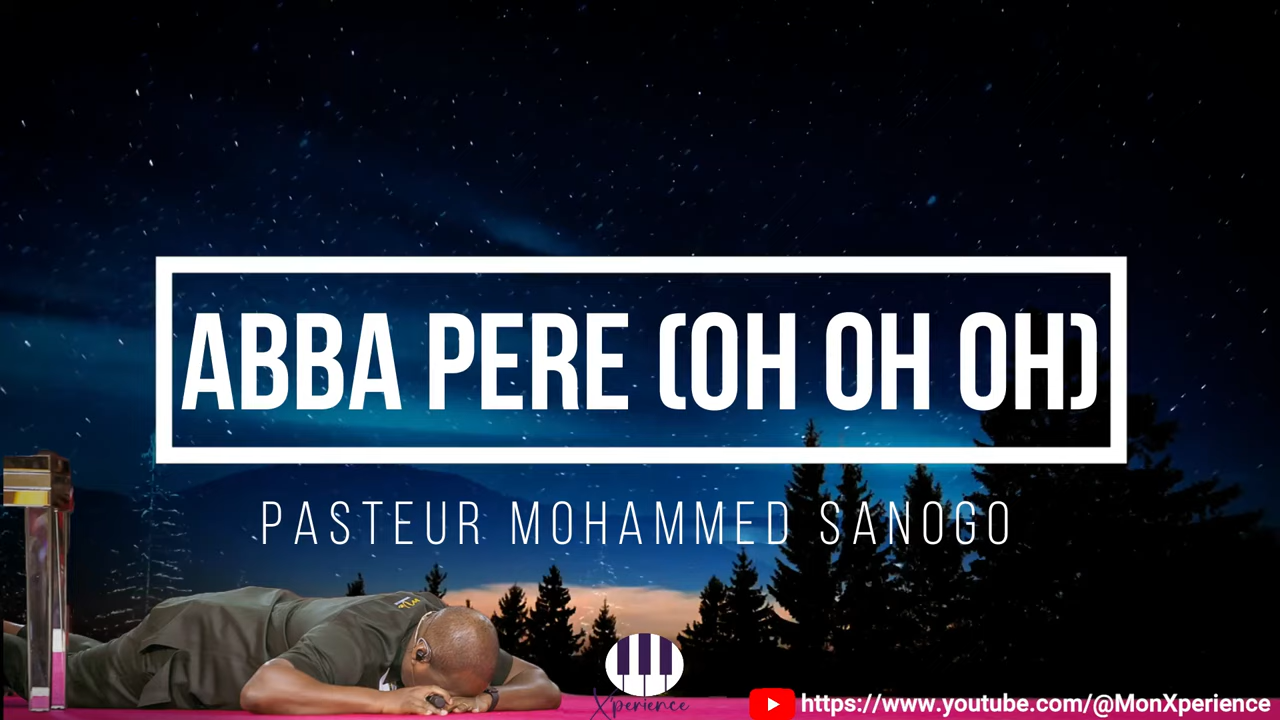 ABBA PERE (OH OH OH)
PASTEUR MOHAMMED SANOGO
Xperience
https://www.youtube.com/@MonXperience